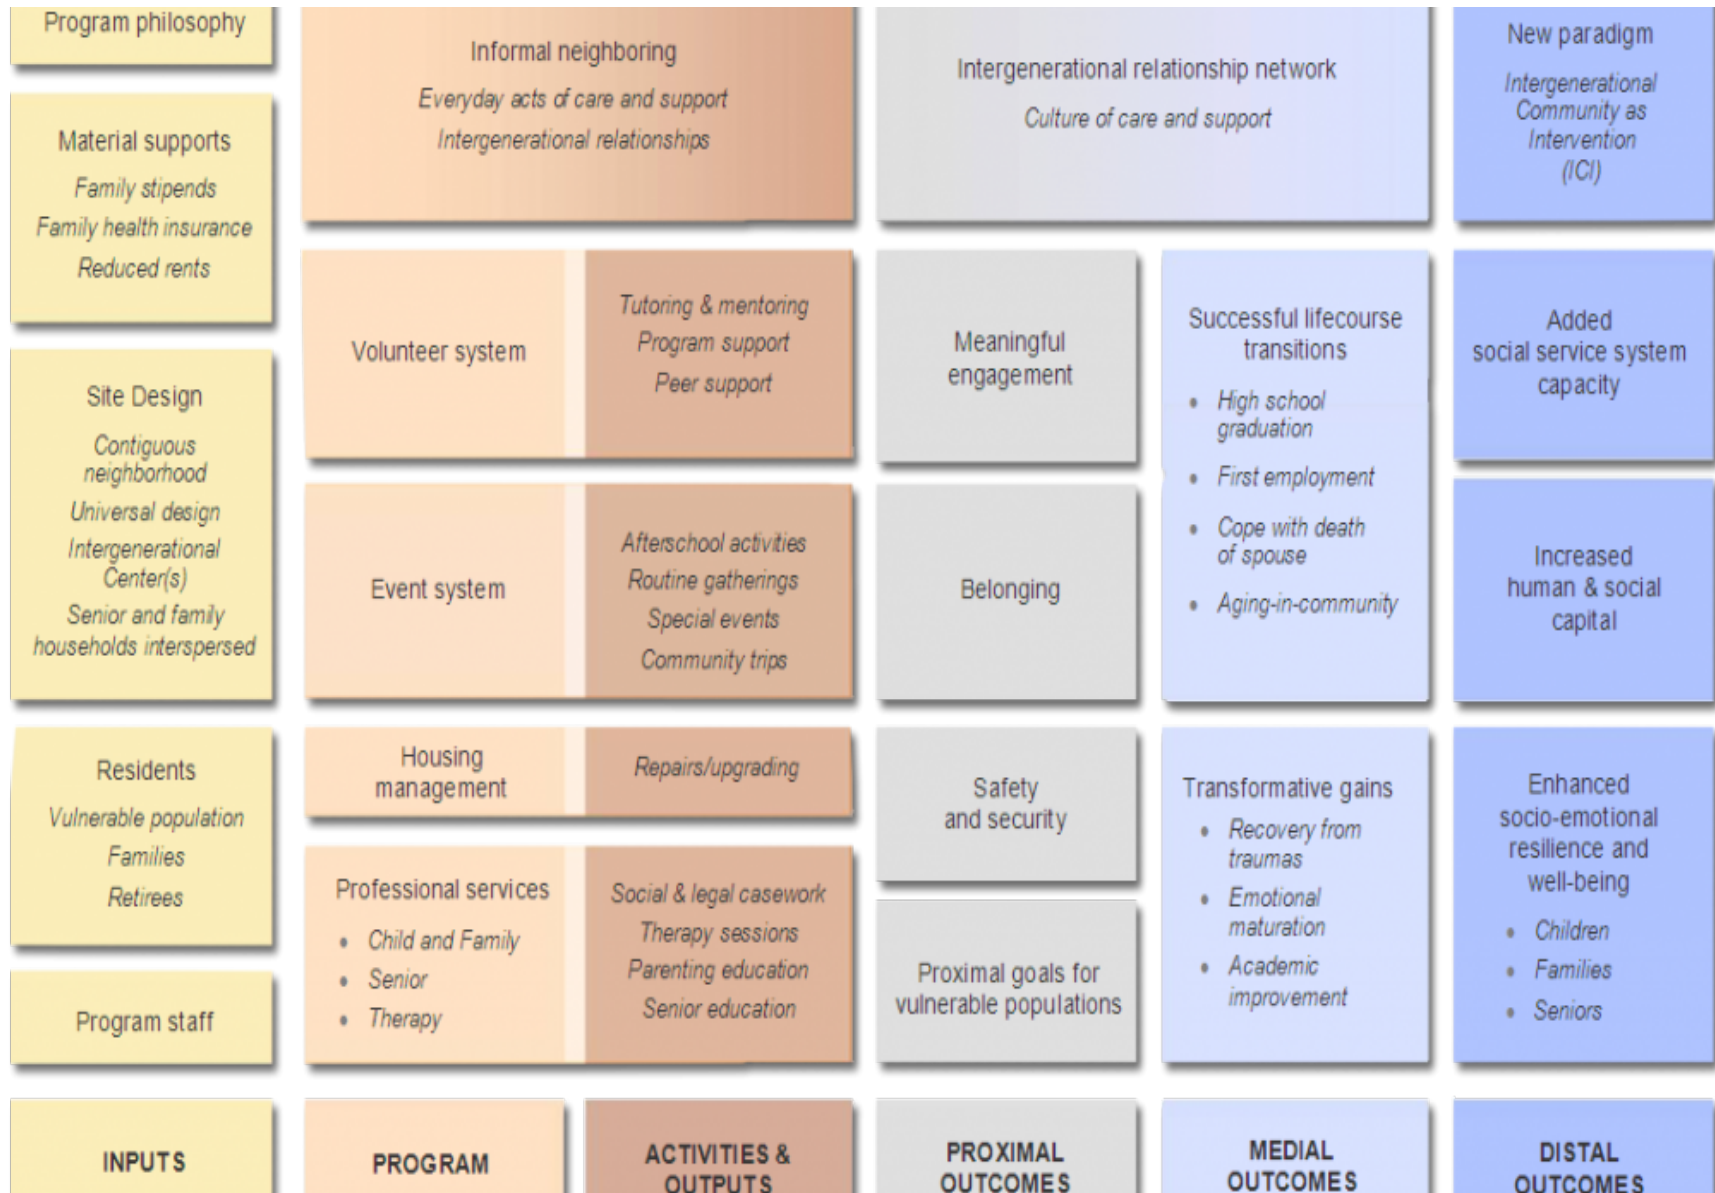 Program philosophy
Material supports
Family stipends
Family health insurance
Reduced rents
Site Design
Contiguous
neighborhood
Universal design
Intergenerational
Center(s)
Senior and family
households interspersed
Residents
Vulnerable population
Families
Retirees
Program staff
INPUTS
Informal neighboring
Everyday acts of care and support
Intergenerational relationships
Volunteer system
Tutoring & mentoring
Program support
Peer support
Event system
Afterschool activities
Routine gatherings
Special events
Community trips
Housing
management
Repairs/upgrading
Professional services
• Child and Family
• Senior
• Therapy
Social & legal casework
Therapy sessions
Parenting education
Senior education
PROGRAM
ACTIVITIES &
OUTPUTS
Intergenerational relationship network
Culture of care and support
Meaningful
engagement
Belonging
Safety
and security
Proximal goals for
vulnerable populations
PROXIMAL
OUTCOMES
Successful lifecourse
transitions
• High school
graduation
• First employment
• Cope with death
of spouse
• Aging-in-community
Transformative gains
• Recovery from
traumas
• Emotional
maturation
• Academic
improvement
MEDIAL
OUTCOMES
New paradigm
Intergenerational
Community as
Intervention
(ICI)
Added
social service system
capacity
Increased
human & social
capital
Enhanced
socio-emotional
resilience and
well-being
• Children
• Families
• Seniors
DISTAL
OUTCOMES